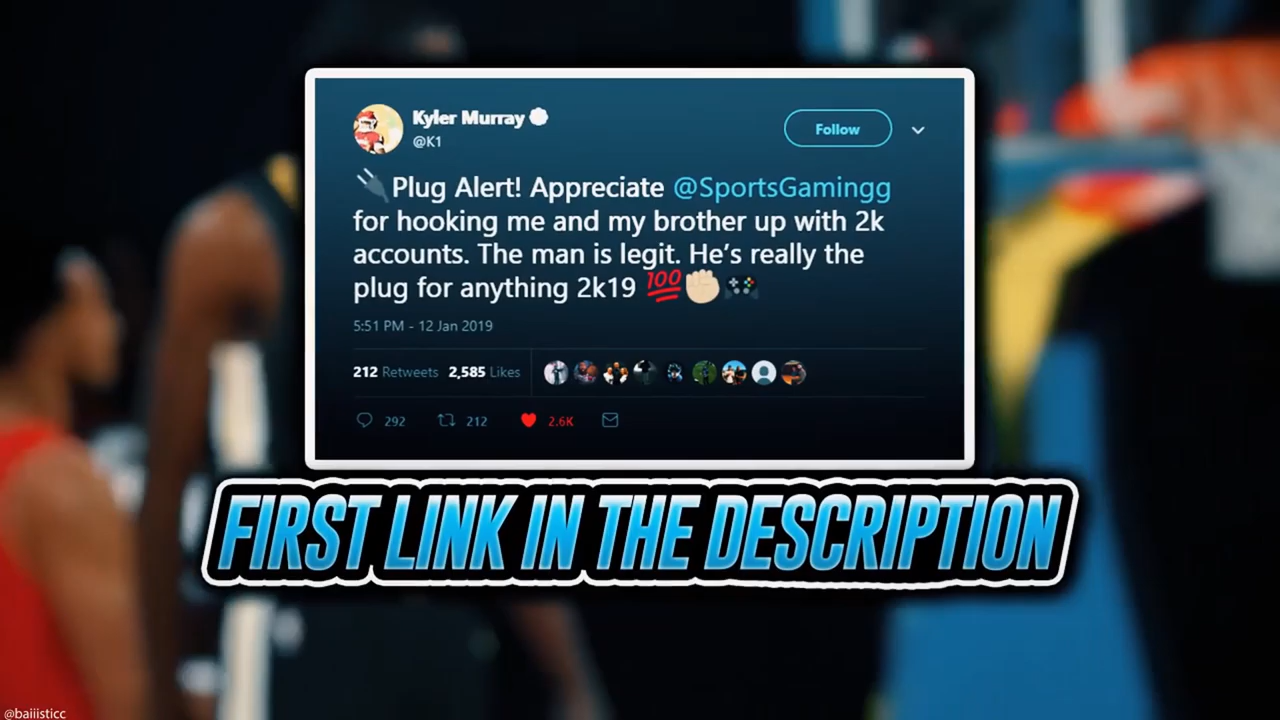 Kyler Murray
@K1
Follow
Plug Alert! Appreciate @SportsGamingg
for hooking me and my brother up with 2k
accounts. The man is legit. He’s really the
plug for anything 2k19 💯✊🏼🎮
5:51 PM - 12 Jan 2019
212 Retweets 2,585 Likes
292 212 2.6K
FIRST LINK IN THE DESCRIPTION
@baiiisticc